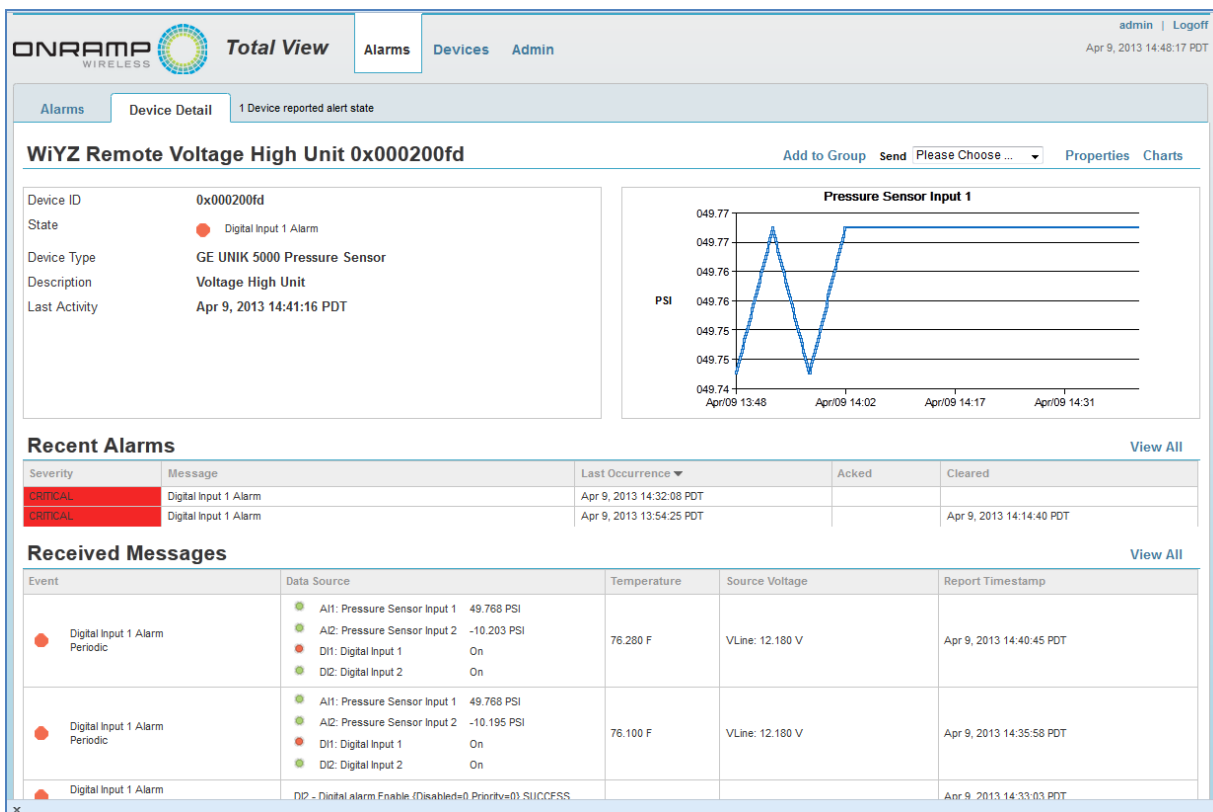 admin | Logoff
ONRAMP WIRELESS Total View Alarms Devices Admin
Apr 9, 2013 14:48:17 PDT
Alarms Device Detail 1 Device reported alert state
WiYZ Remote Voltage High Unit 0x000200fd
Add to Group Send Please Choose ... Properties Charts
Device ID 0x000200fd
State Digital Input 1 Alarm
Device Type GE UNIK 5000 Pressure Sensor
Description Voltage High Unit
Last Activity Apr 9, 2013 14:41:16 PDT
Pressure Sensor Input 1
049.77
049.77
049.76
PSI 049.76
049.75
049.75
049.74
Apr/09 13:48 Apr/09 14:02 Apr/09 14:17 Apr/09 14:31
Recent Alarms View All
Severity Message Last Occurrence Acked Cleared
CRITICAL Digital Input 1 Alarm Apr 9, 2013 14:32:08 PDT
CRITICAL Digital Input 1 Alarm Apr 9, 2013 13:54:25 PDT Apr 9, 2013 14:14:40 PDT
Received Messages View All
Event Data Source Temperature Source Voltage Report Timestamp
Digital Input 1 Alarm
Periodic
AI1: Pressure Sensor Input 1 49.768 PSI
AI2: Pressure Sensor Input 2 -10.203 PSI
DI1: Digital Input 1 On
DI2: Digital Input 2 On
76.280 F VLine: 12.180 V Apr 9, 2013 14:40:45 PDT
Digital Input 1 Alarm
Periodic
AI1: Pressure Sensor Input 1 49.768 PSI
AI2: Pressure Sensor Input 2 -10.195 PSI
DI1: Digital Input 1 On
DI2: Digital Input 2 On
76.100 F VLine: 12.180 V Apr 9, 2013 14:35:58 PDT
Digital Input 1 Alarm
DI2 - Digital alarm Enable {Disabled=0 Priority=0} SUCCESS Apr 9, 2013 14:33:03 PDT
x